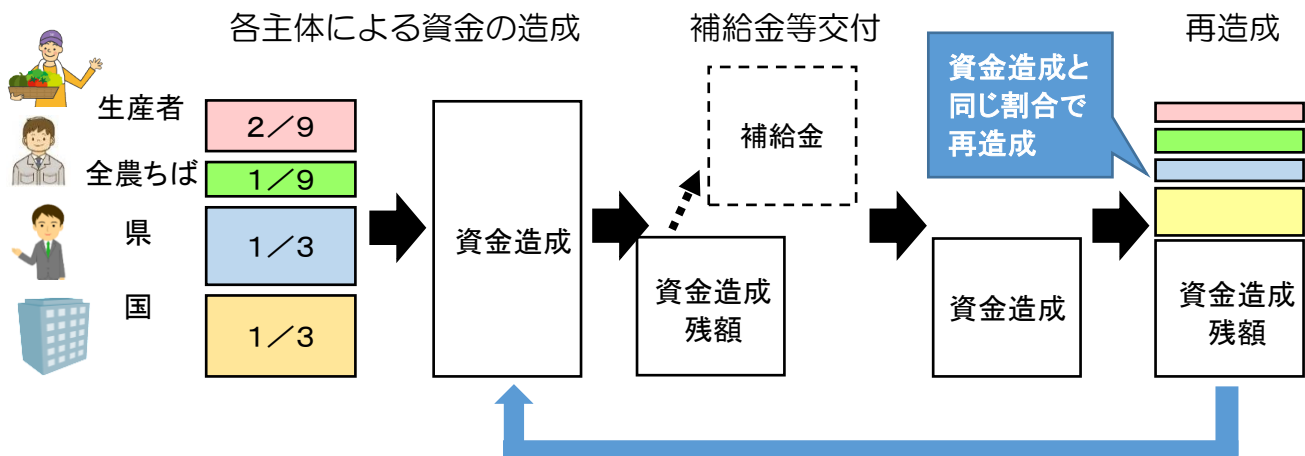 各主体による資金の造成
補給金等交付
再造成
生産者
2／9
全農ちば
1／9
県
1／3
国
1／3
資金造成
補給金
資金造成
残額
資金造成と
同じ割合で
再造成
資金造成
資金造成
残額